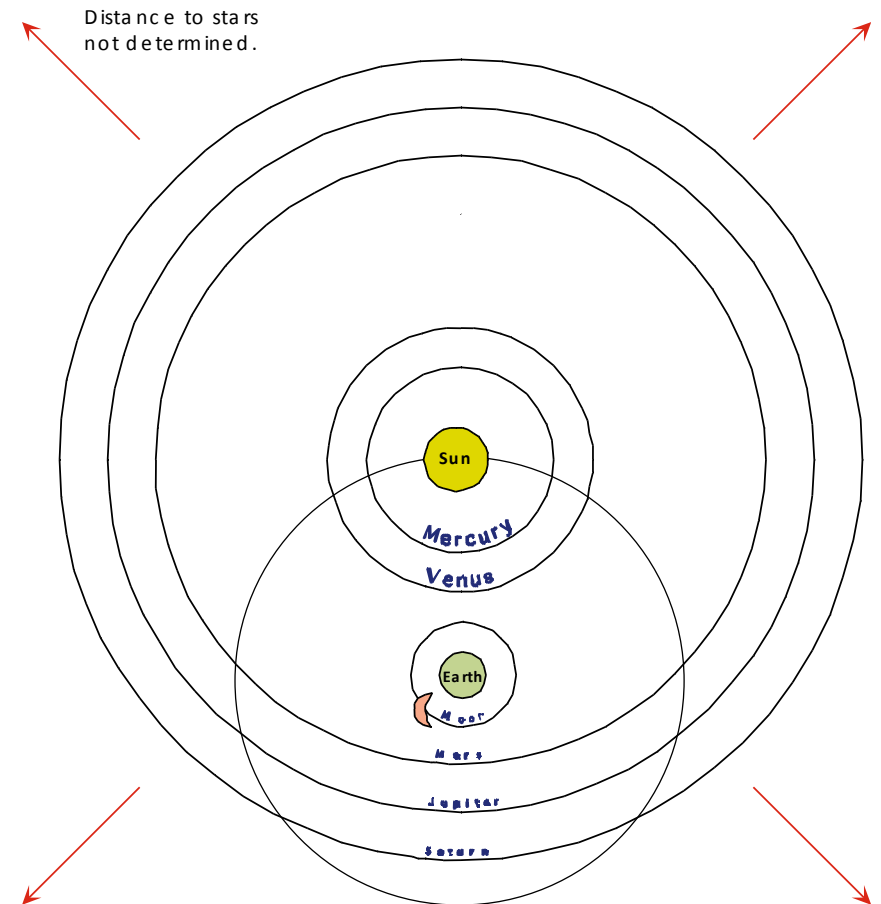 Distance to stars
not determined.
Sun
Mercury
Venus
Earth
Moon
Mars
Jupiter
Saturn